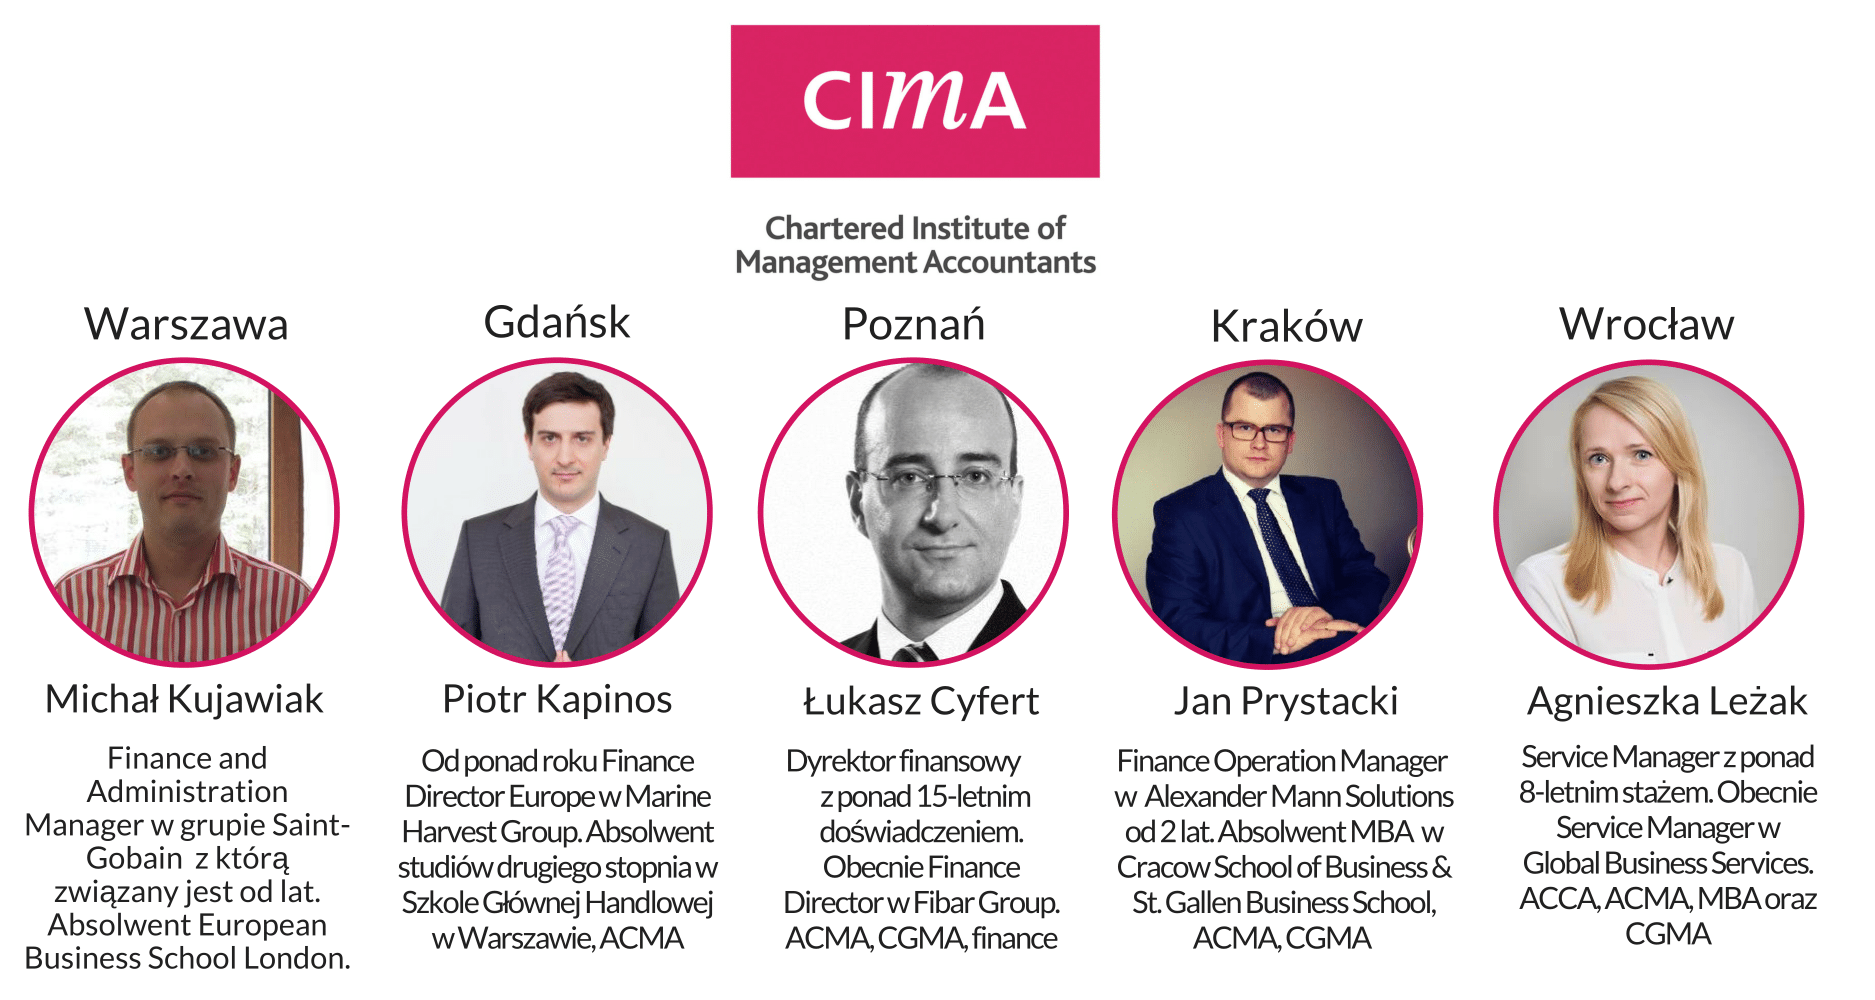 CIMA
Chartered Institute of
Management Accountants
Warszawa
Gdańsk
Poznań
Kraków
Wrocław
Michał Kujawiak
Finance and
Administration
Manager w grupie Saint-
Gobain z którą
związany jest od lat.
Absolwent European
Business School London.
Piotr Kapinos
Od ponad roku Finance
Director Europe w Marine
Harvest Group. Absolwent
studiów drugiego stopnia w
Szkole Głównej Handlowej
w Warszawie, ACMA
Łukasz Cyfert
Dyrektor finansowy
z ponad 15-letnim
doświadczeniem.
Obecnie Finance
Director w Fibar Group.
ACMA, CGMA, finance
Jan Prystacki
Finance Operation Manager
w Alexander Mann Solutions
od 2 lat. Absolwent MBA w
Cracow School of Business &
St. Gallen Business School,
ACMA, CGMA
Agnieszka Leżak
Service Manager z ponad
8-letnim stażem. Obecnie
Service Manager w
Global Business Services.
ACCA, ACMA, MBA oraz
CGMA